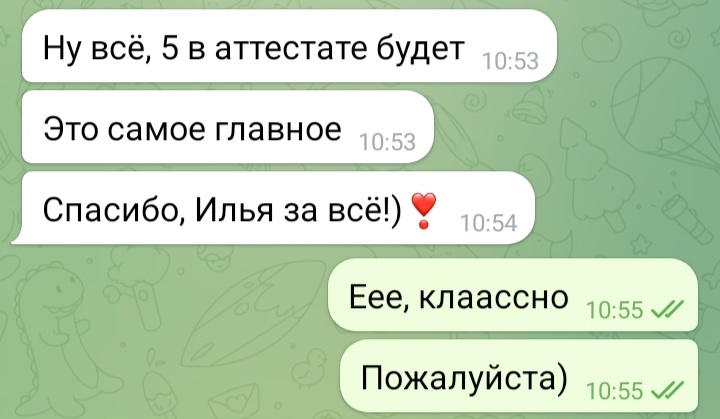 Ну всё, 5 в аттестате будет 10:53
Это самое главное 10:53
Спасибо, Илья за всё!)❣️ 10:54
Еее, клаассно 10:55
Пожалуйста) 10:55